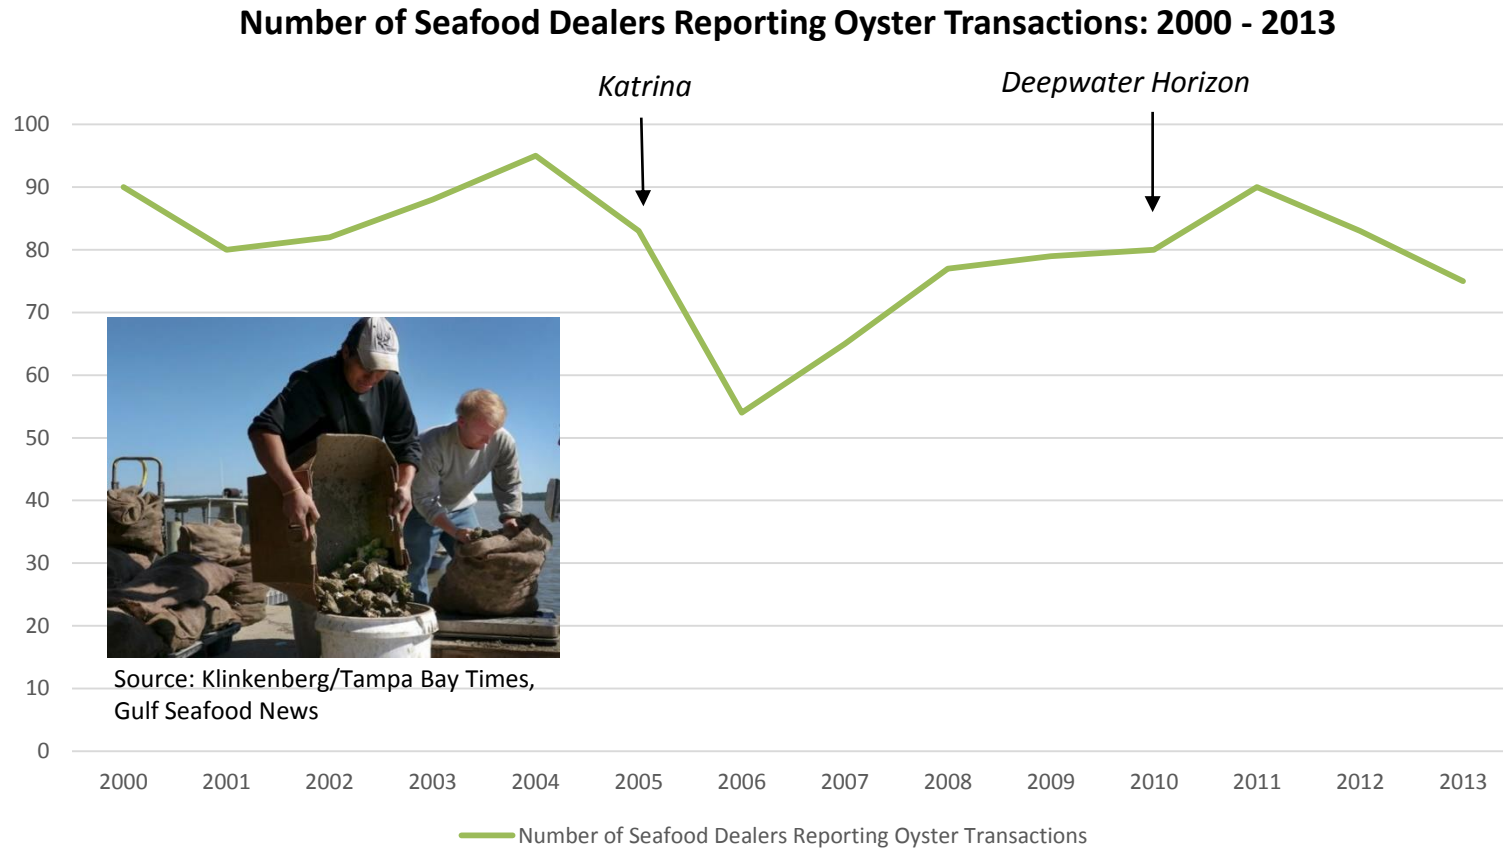 Number of Seafood Dealers Reporting Oyster Transactions: 2000 - 2013
Katrina
Deepwater Horizon
100
90
80
70
60
50
40
30
20
10
0
Source: Klinkenberg/Tampa Bay Times,
Gulf Seafood News
2000 2001 2002 2003 2004 2005 2006 2007 2008 2009 2010 2011 2012 2013
Number of Seafood Dealers Reporting Oyster Transactions